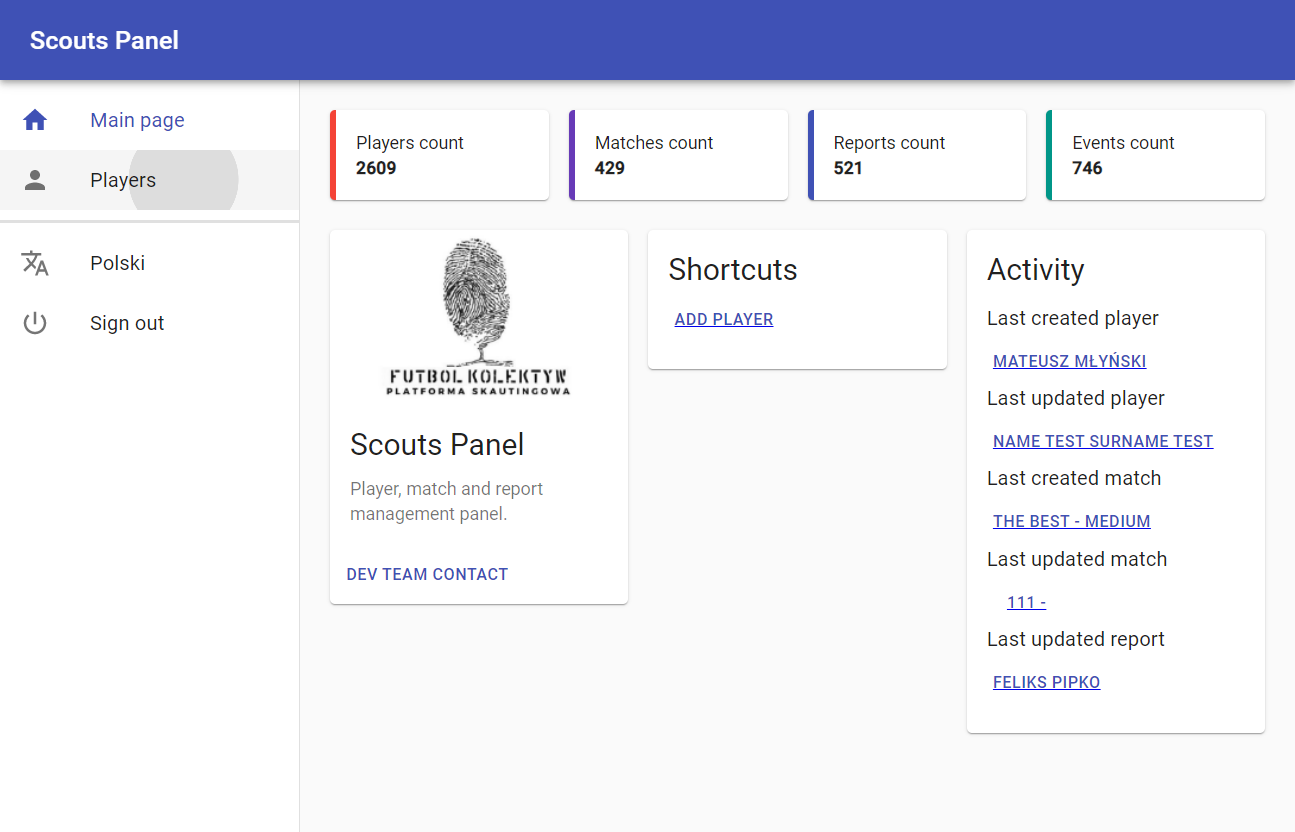 Scouts Panel
Main page
Players
Polski
Sign out
Players count
2609
Matches count
429
Reports count
521
Events count
746
FUTBOL KOLEKTYW
PLATFORMA SKAUTINGOWA
Scouts Panel
Player, match and report
management panel.
DEV TEAM CONTACT
Shortcuts
ADD PLAYER
Activity
Last created player
MATEUSZ MŁYŃSKI
Last updated player
NAME TEST SURNAME TEST
Last created match
THE BEST - MEDIUM
Last updated match
111 -
Last updated report
FELIKS PIPKO